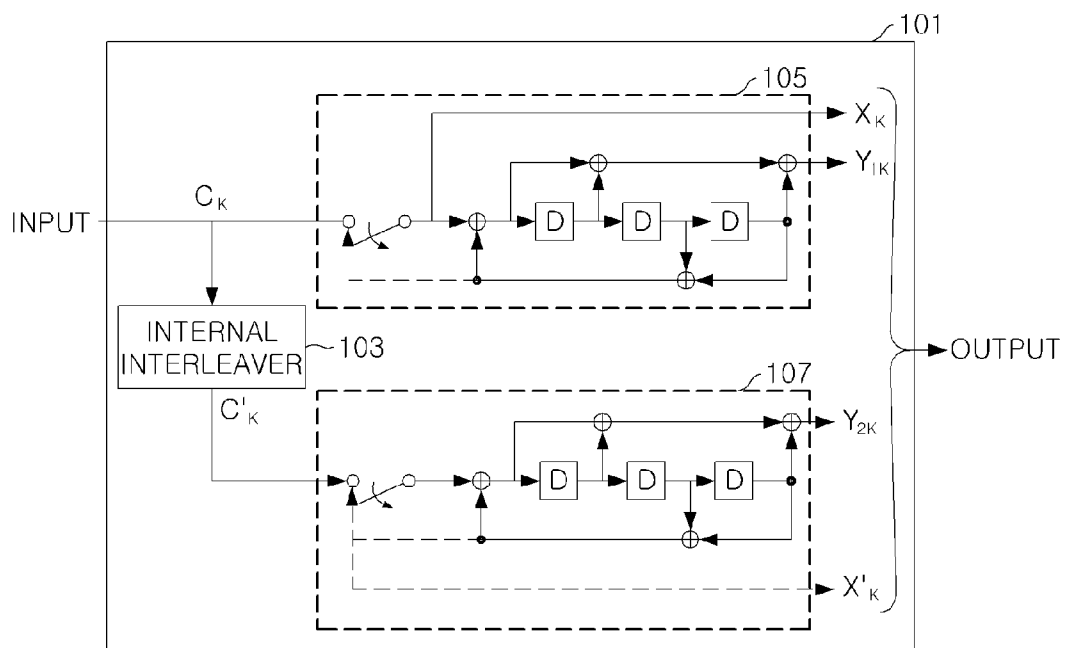 101
105
X_K
Y_1K
C_K
INPUT
D D D
INTERNAL
INTERLEAVER
103
OUTPUT
107
C'_K
Y_2K
D D D
X'_K